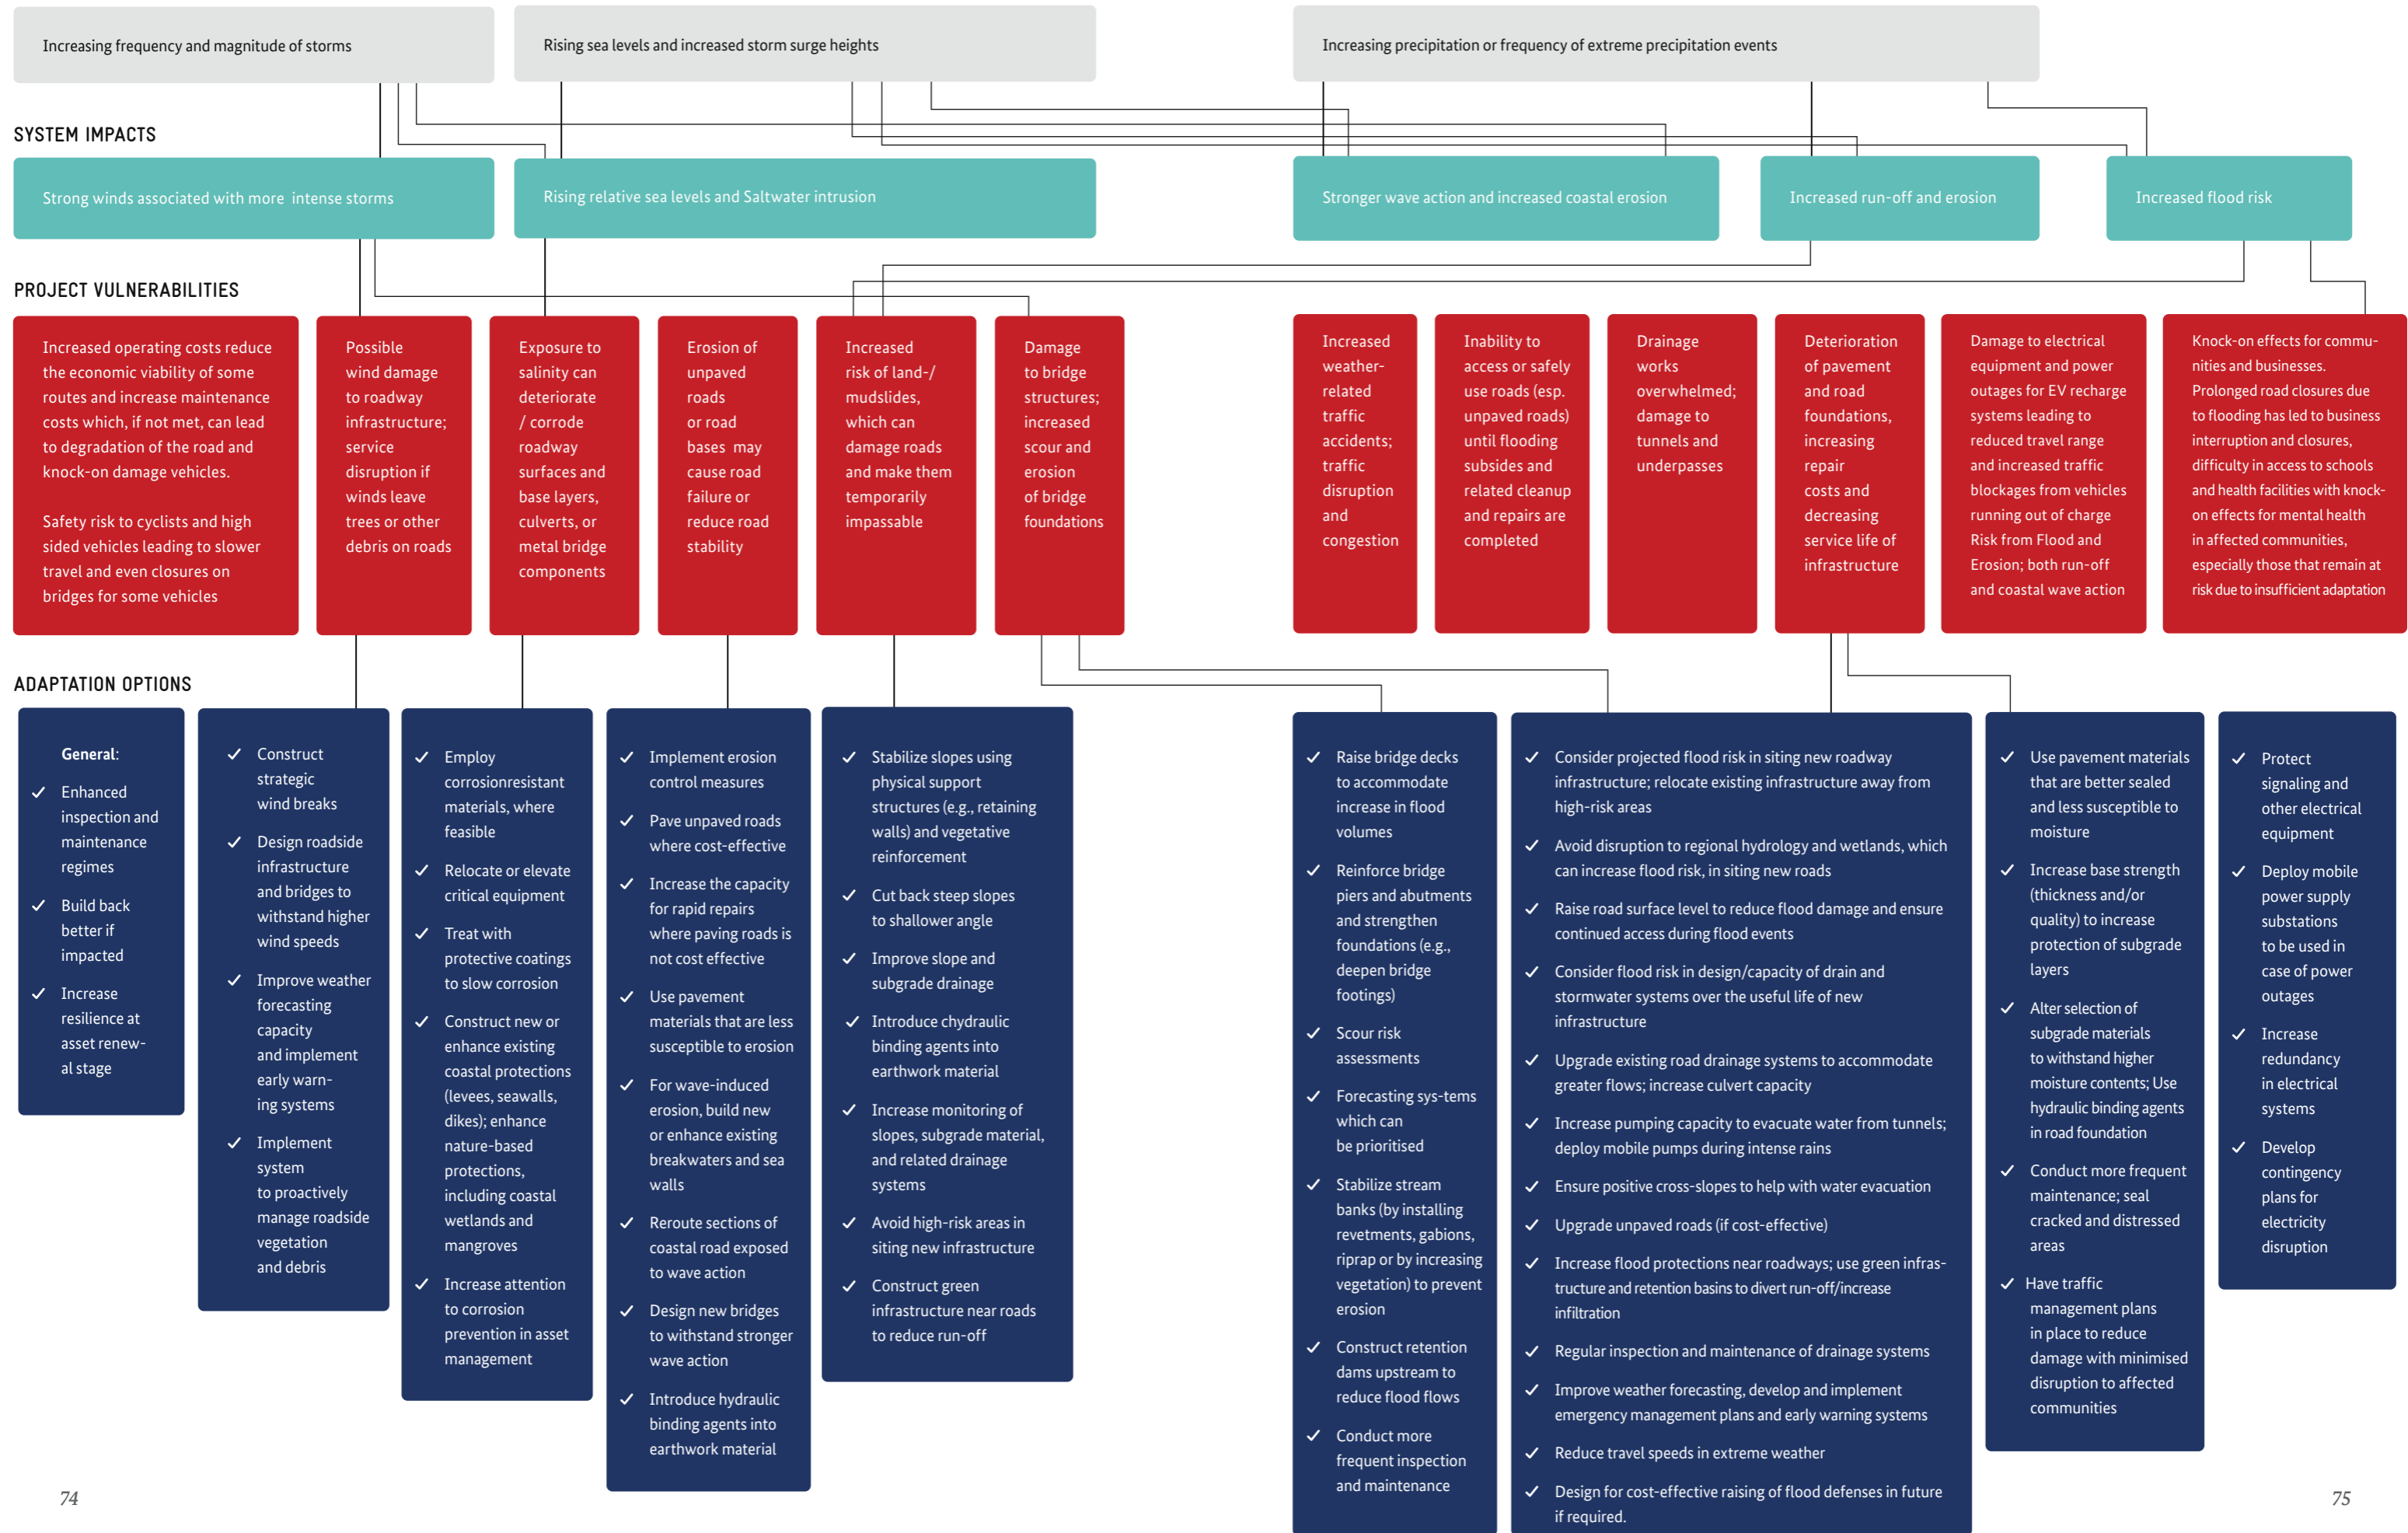 Increasing frequency and magnitude of storms
Rising sea levels and increased storm surge heights
Increasing precipitation or frequency of extreme precipitation events
SYSTEM IMPACTS
Strong winds associated with more intense storms
Rising relative sea levels and Saltwater intrusion
Stronger wave action and increased coastal erosion
Increased run-off and erosion
Increased flood risk
PROJECT VULNERABILITIES
Increased operating costs reduce
the economic viability of some
routes and increase maintenance
costs which, if not met, can lead
to degradation of the road and
knock-on damage vehicles.
Safety risk to cyclists and high
sided vehicles leading to slower
travel and even closures on
bridges for some vehicles
Possible
wind damage
to roadway
infrastructure;
service
disruption if
winds leave
trees or other
debris on roads
Exposure to
salinity can
deteriorate
/ corrode
roadway
surfaces and
base layers,
culverts, or
metal bridge
components
Erosion of
unpaved
roads
or road
bases may
cause road
failure or
reduce road
stability
Increased
risk of land-/
mudslides,
which can
damage roads
and make them
temporarily
impassable
Damage
to bridge
structures;
increased
scour and
erosion
of bridge
foundations
Increased
weather-
related
traffic
accidents;
traffic
disruption
and
congestion
Inability to
access or safely
use roads (esp.
unpaved roads)
until flooding
subsides and
related cleanup
and repairs are
completed
Drainage
works
overwhelmed;
damage to
tunnels and
underpasses
Deterioration
of pavement
and road
foundations,
increasing
repair
costs and
decreasing
service life of
infrastructure
Damage to electrical
equipment and power
outages for EV recharge
systems leading to
reduced travel range
and increased traffic
blockages from vehicles
running out of charge
Risk from Flood and
Erosion; both run-off
and coastal wave action
Knock-on effects for commu-
nities and businesses.
Prolonged road closures due
to flooding has led to business
interruption and closures,
difficulty in access to schools
and health facilities with knock-
on effects for mental health
in affected communities,
especially those that remain at
risk due to insufficient adaptation
ADAPTATION OPTIONS
General:
✓ Enhanced
inspection and
maintenance
regimes
✓ Build back
better if
impacted
✓ Increase
resilience at
asset renew-
al stage
✓ Construct
strategic
wind breaks
✓ Design roadside
infrastructure
and bridges to
withstand higher
wind speeds
✓ Improve weather
forecasting
capacity
and implement
early warn-
ing systems
✓ Implement
system
to proactively
manage roadside
vegetation
and debris
✓ Employ
corrosionresistant
materials, where
feasible
✓ Relocate or elevate
critical equipment
✓ Treat with
protective coatings
to slow corrosion
✓ Construct new or
enhance existing
coastal protections
(levees, seawalls,
dikes); enhance
nature-based
protections,
including coastal
wetlands and
mangroves
✓ Increase attention
to corrosion
prevention in asset
management
✓ Implement erosion
control measures
✓ Pave unpaved roads
where cost-effective
✓ Increase the capacity
for rapid repairs
where paving roads is
not cost effective
✓ Use pavement
materials that are less
susceptible to erosion
✓ For wave-induced
erosion, build new
or enhance existing
breakwaters and sea
walls
✓ Reroute sections of
coastal road exposed
to wave action
✓ Design new bridges
to withstand stronger
wave action
✓ Introduce hydraulic
binding agents into
earthwork material
✓ Stabilize slopes using
physical support
structures (e.g., retaining
walls) and vegetative
reinforcement
✓ Cut back steep slopes
to shallower angle
✓ Improve slope and
subgrade drainage
✓ Introduce chydraulic
binding agents into
earthwork material
✓ Increase monitoring of
slopes, subgrade material,
and related drainage
systems
✓ Avoid high-risk areas in
siting new infrastructure
✓ Construct green
infrastructure near roads
to reduce run-off
✓ Raise bridge decks
to accommodate
increase in flood
volumes
✓ Reinforce bridge
piers and abutments
and strengthen
foundations (e.g.,
deepen bridge
footings)
✓ Scour risk
assessments
✓ Forecasting sys-tems
which can
be prioritised
✓ Stabilize stream
banks (by installing
revetments, gabions,
riprap or by increasing
vegetation) to prevent
erosion
✓ Construct retention
dams upstream to
reduce flood flows
✓ Conduct more
frequent inspection
and maintenance
✓ Consider projected flood risk in siting new roadway
infrastructure; relocate existing infrastructure away from
high-risk areas
✓ Avoid disruption to regional hydrology and wetlands, which
can increase flood risk, in siting new roads
✓ Raise road surface level to reduce flood damage and ensure
continued access during flood events
✓ Consider flood risk in design/capacity of drain and
stormwater systems over the useful life of new
infrastructure
✓ Upgrade existing road drainage systems to accommodate
greater flows; increase culvert capacity
✓ Increase pumping capacity to evacuate water from tunnels;
deploy mobile pumps during intense rains
✓ Ensure positive cross-slopes to help with water evacuation
✓ Upgrade unpaved roads (if cost-effective)
✓ Increase flood protections near roadways; use green infras-
tructure and retention basins to divert run-off/increase
infiltration
✓ Regular inspection and maintenance of drainage systems
✓ Improve weather forecasting, develop and implement
emergency management plans and early warning systems
✓ Reduce travel speeds in extreme weather
✓ Design for cost-effective raising of flood defenses in future
if required.
✓ Use pavement materials
that are better sealed
and less susceptible to
moisture
✓ Increase base strength
(thickness and/or
quality) to increase
protection of subgrade
layers
✓ Alter selection of
subgrade materials
to withstand higher
moisture contents; Use
hydraulic binding agents
in road foundation
✓ Conduct more frequent
maintenance; seal
cracked and distressed
areas
✓ Have traffic
management plans
in place to reduce
damage with minimised
disruption to affected
communities
✓ Protect
signaling and
other electrical
equipment
✓ Deploy mobile
power supply
substations
to be used in
case of power
outages
✓ Increase
redundancy
in electrical
systems
✓ Develop
contingency
plans for
electricity
disruption
74
75